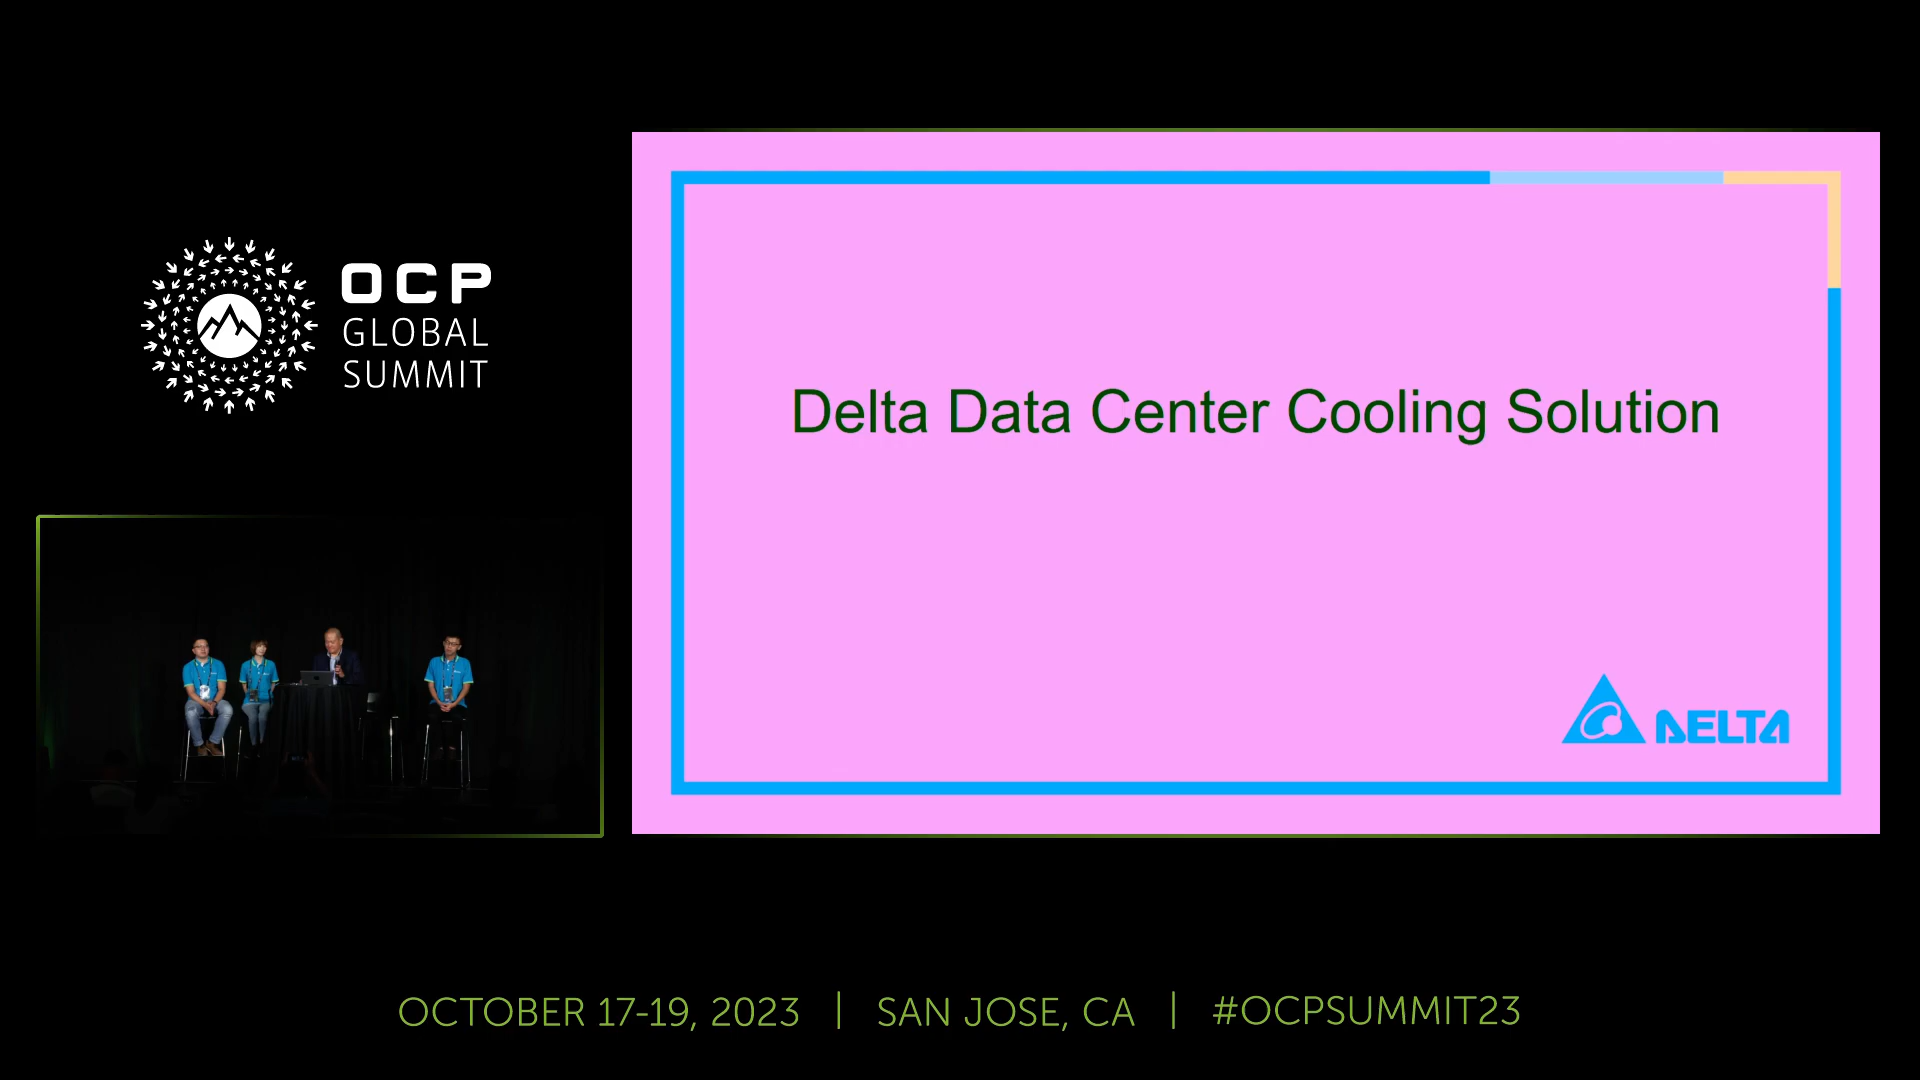 OCP
GLOBAL
SUMMIT
Delta Data Center Cooling Solution
DELTA
OCTOBER 17-19, 2023 | SAN JOSE, CA | #OCPSUMMIT23